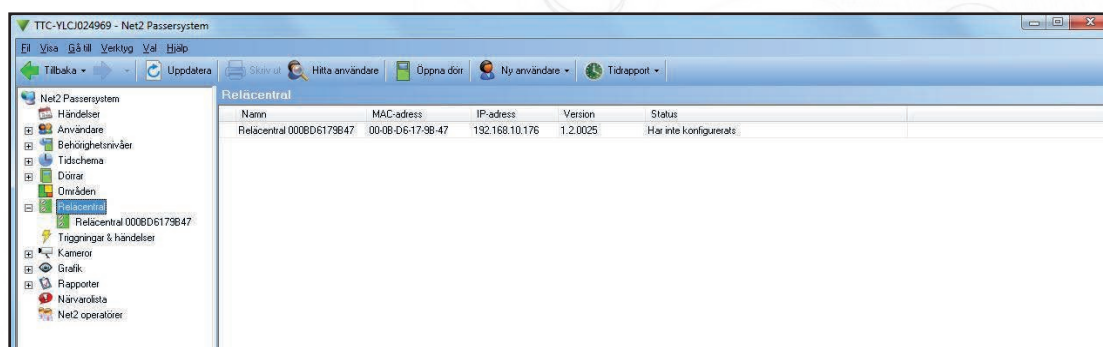 TTC-YLCJ024969 - Net2 Passersystem
Fil Visa Gå till Verktyg Val Hjälp
Tillbaka Uppdatera Skriv ut Hitta användare Öppna dörr Ny användare Tidrapport
Net2 Passersystem
Händelser
Användare
Behörighetsnivåer
Tidschema
Dörrar
Områden
Reläcentral
Reläcentral 000BD6179B47
Triggningar & händelser
Kameror
Grafik
Rapporter
Närvarolista
Net2 operatörer
Reläcentral
Namn MAC-adress IP-adress Version Status
Reläcentral 000BD6179B47 00-0B-D6-17-9B-47 192.168.10.176 1.2.0025 Har inte konfigurerats